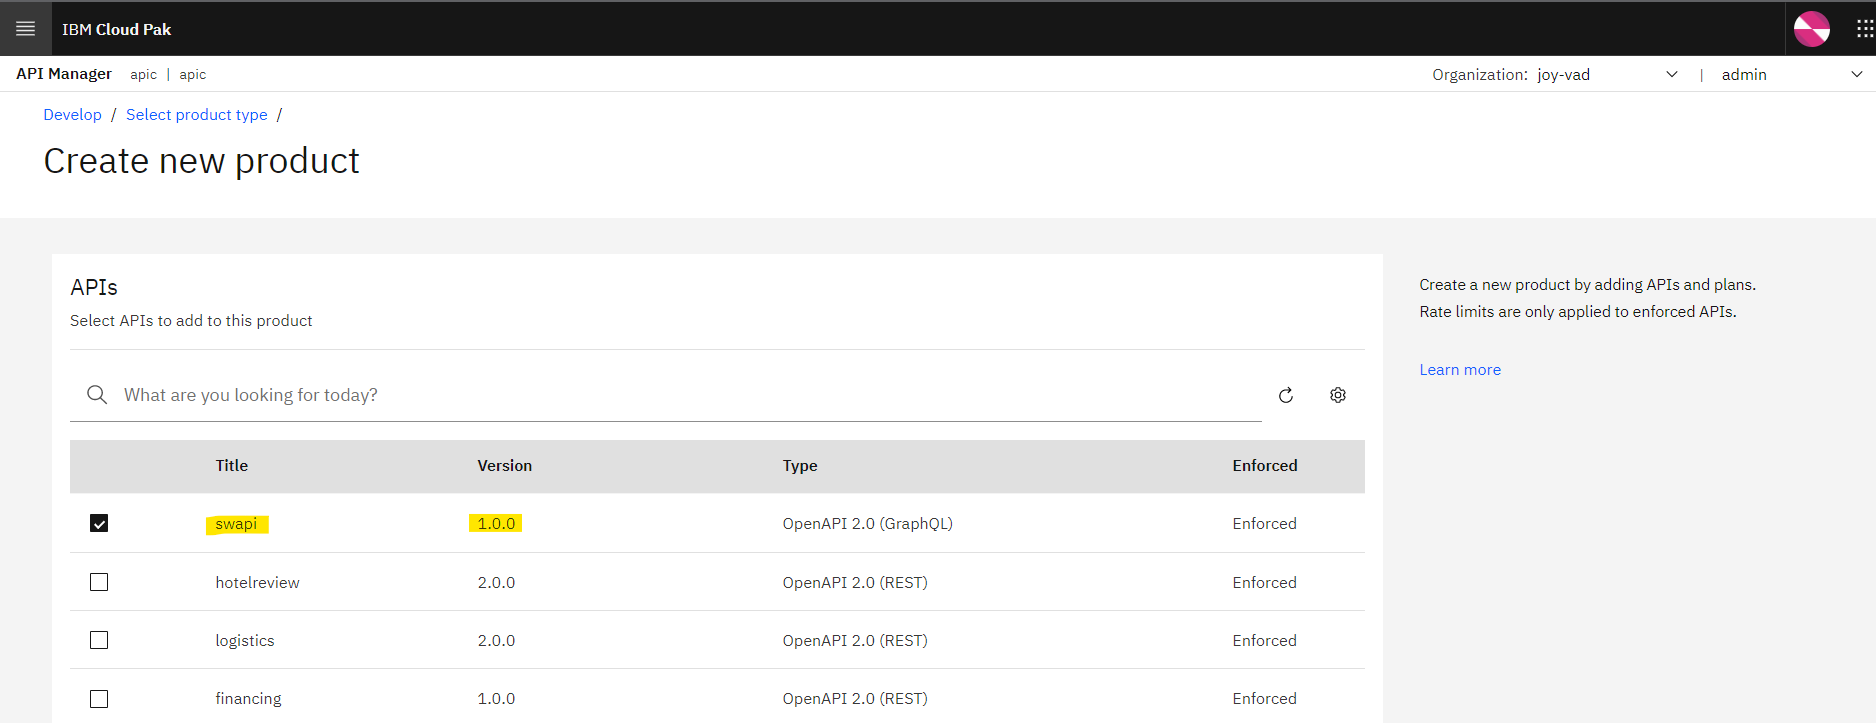 IBM Cloud Pak
API Manager apic | apic Organization: joy-vad | admin
Develop / Select product type /
Create new product
APIs
Select APIs to add to this product
Create a new product by adding APIs and plans.
Rate limits are only applied to enforced APIs.
Learn more
What are you looking for today?
Title Version Type Enforced
swapi 1.0.0 OpenAPI 2.0 (GraphQL) Enforced
hotelreview 2.0.0 OpenAPI 2.0 (REST) Enforced
logistics 2.0.0 OpenAPI 2.0 (REST) Enforced
financing 1.0.0 OpenAPI 2.0 (REST) Enforced